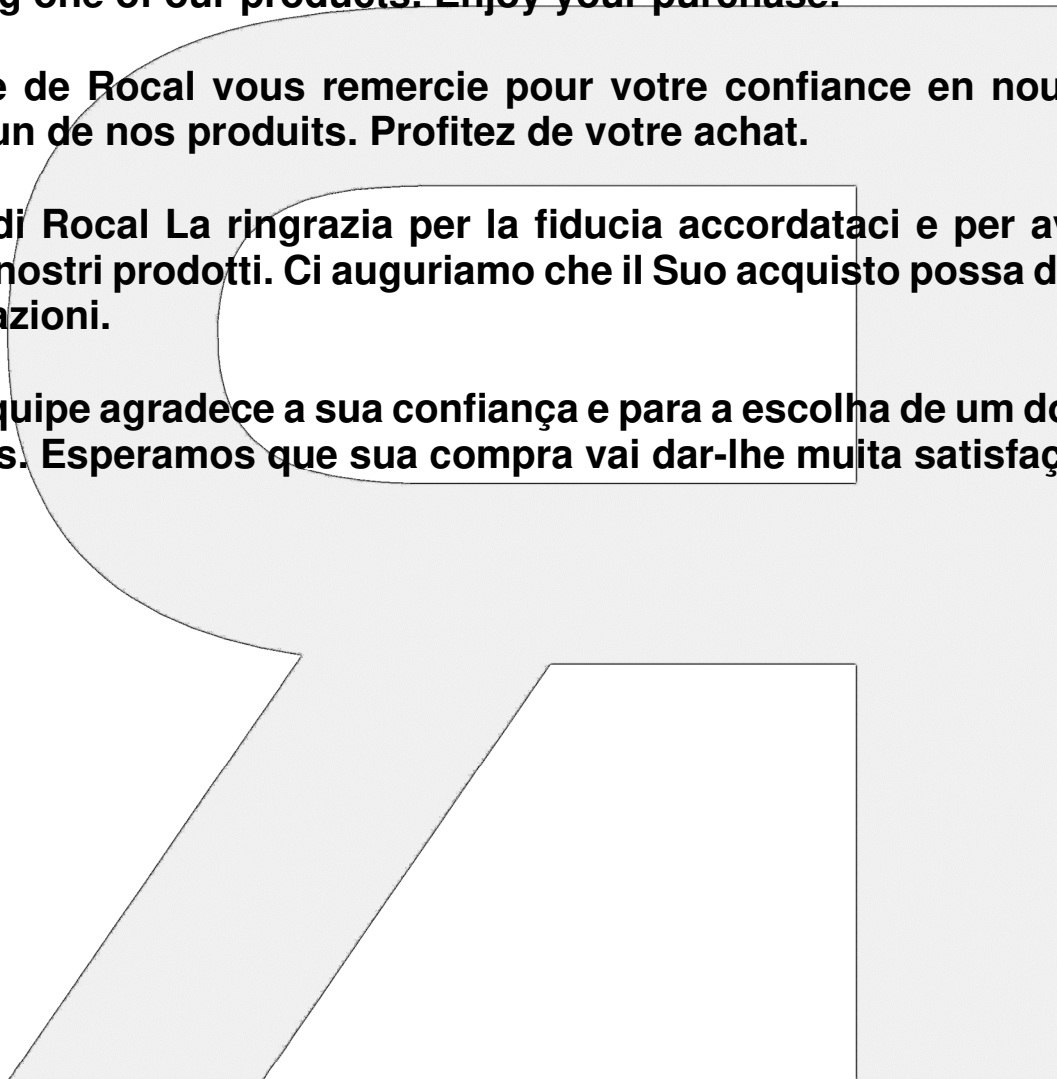 one of our products. Enjoy your purchase.
de Rocal vous remercie pour votre confiance en
un de nos produits. Profitez de votre achat.
di Rocal La ringrazia per la fiducia accordataci e per
nostri prodotti. Ci auguriamo che il Suo acquisto possa
azioni.
quipe agradece a sua confiança e para a escolha de um
s. Esperamos que sua compra vai dar-lhe muita satisfaç